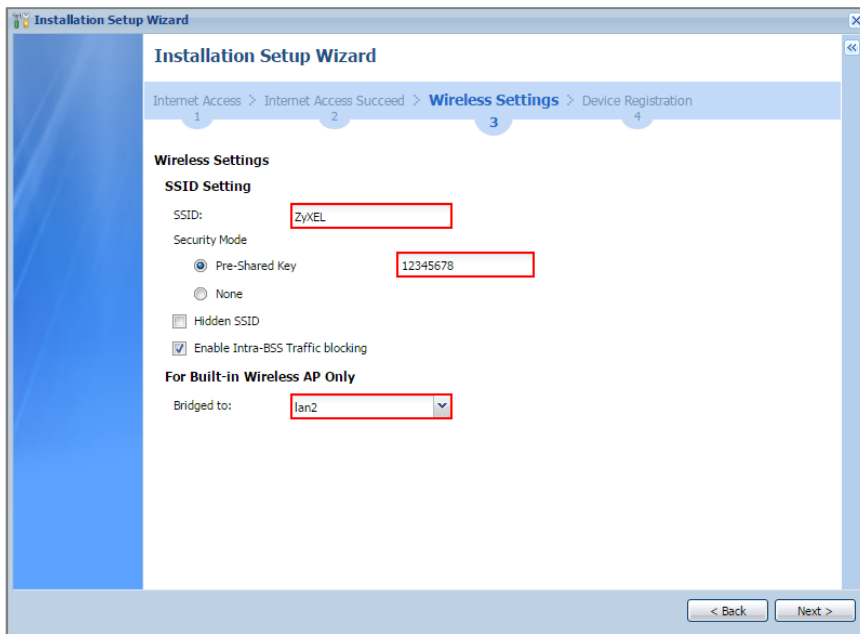 Installation Setup Wizard
Installation Setup Wizard
Internet Access > Internet Access Succeed > Wireless Settings > Device Registration
1 2 3 4
Wireless Settings
SSID Setting
SSID: ZyXEL
Security Mode
Pre-Shared Key 12345678
None
Hidden SSID
Enable Intra-BSS Traffic blocking
For Built-in Wireless AP Only
Bridged to: lan2
< Back Next >